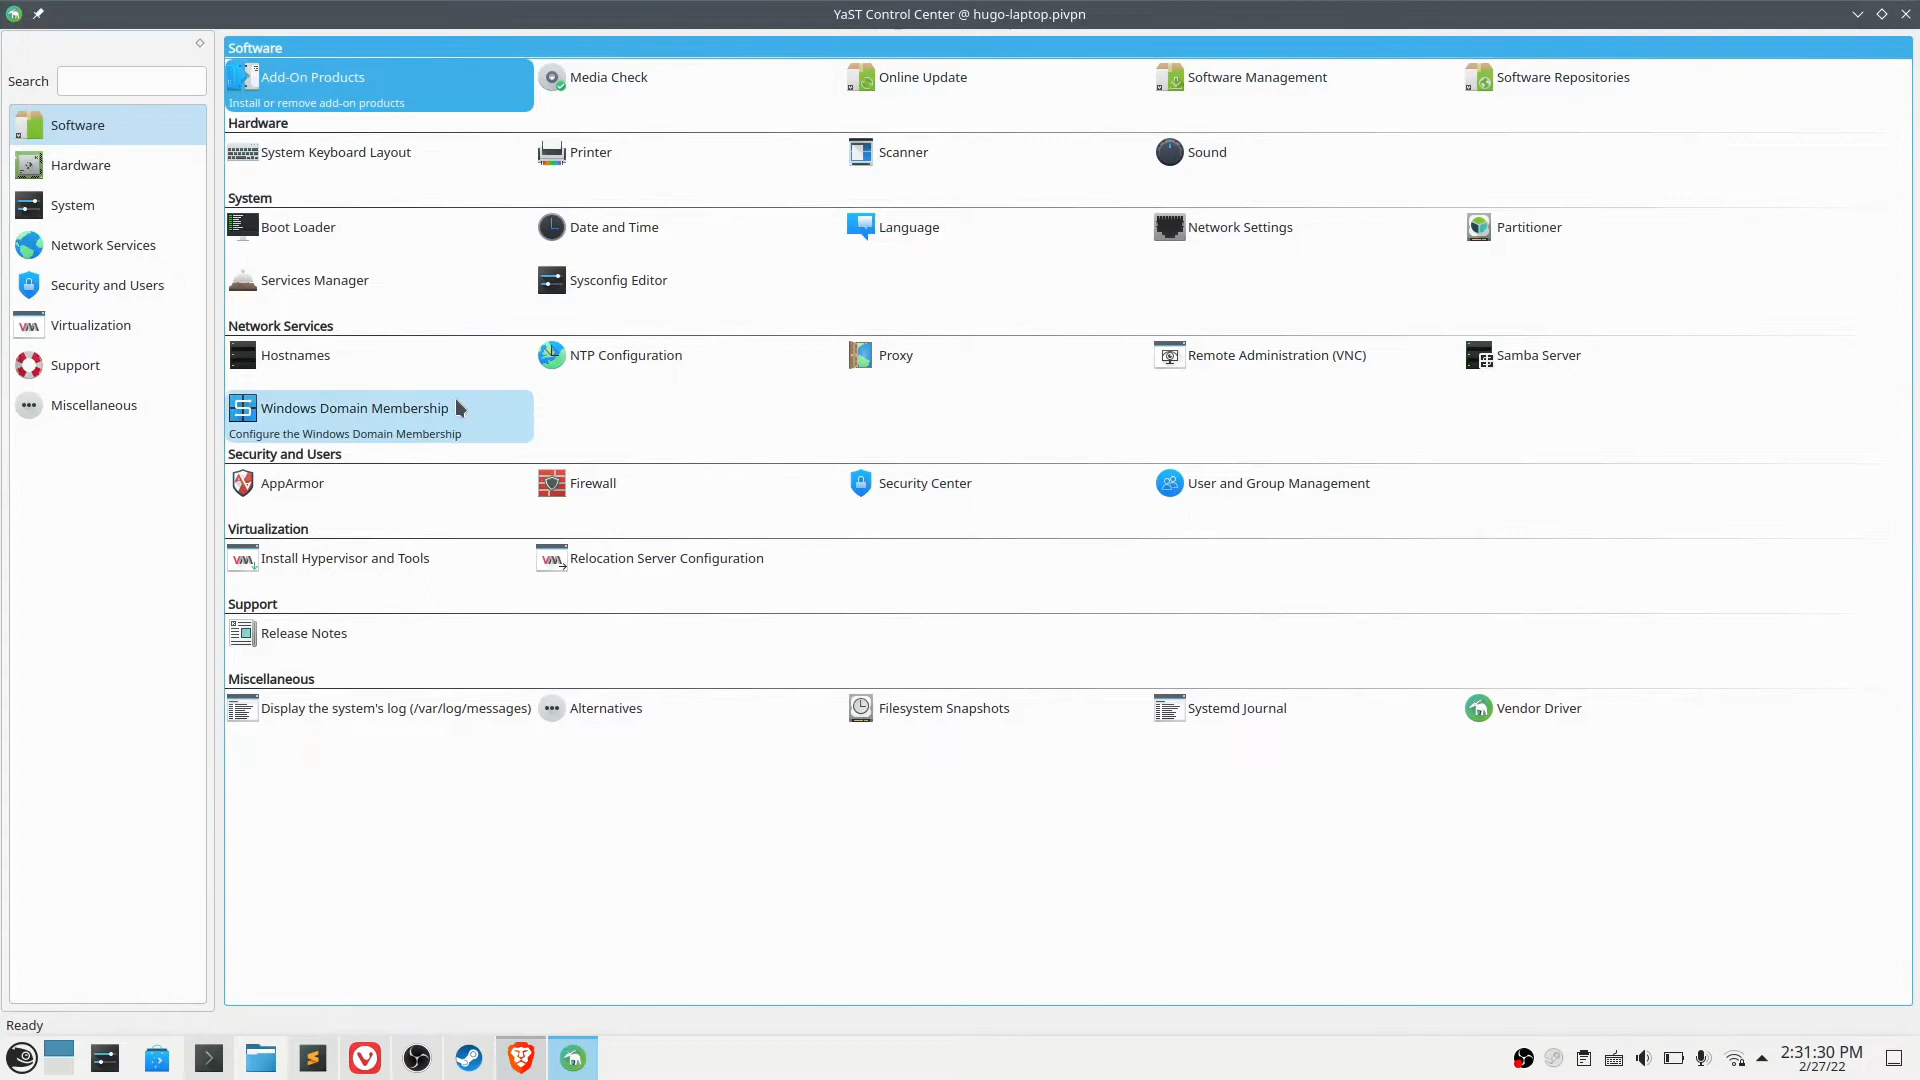 YaST Control Center @ hugo-laptop.pivpn
Search
Software
Hardware
System
Network Services
Security and Users
Virtualization
Support
Miscellaneous
Software
Add-On Products
Install or remove add-on products
Media Check
Online Update
Software Management
Software Repositories
Hardware
System Keyboard Layout
Printer
Scanner
Sound
System
Boot Loader
Date and Time
Language
Network Settings
Partitioner
Services Manager
Sysconfig Editor
Network Services
Hostnames
NTP Configuration
Proxy
Remote Administration (VNC)
Samba Server
Windows Domain Membership
Configure the Windows Domain Membership
Security and Users
AppArmor
Firewall
Security Center
User and Group Management
Virtualization
Install Hypervisor and Tools
Relocation Server Configuration
Support
Release Notes
Miscellaneous
Display the system's log (/var/log/messages)
Alternatives
Filesystem Snapshots
Systemd Journal
Vendor Driver
Ready
2:31:30 PM
2/27/22